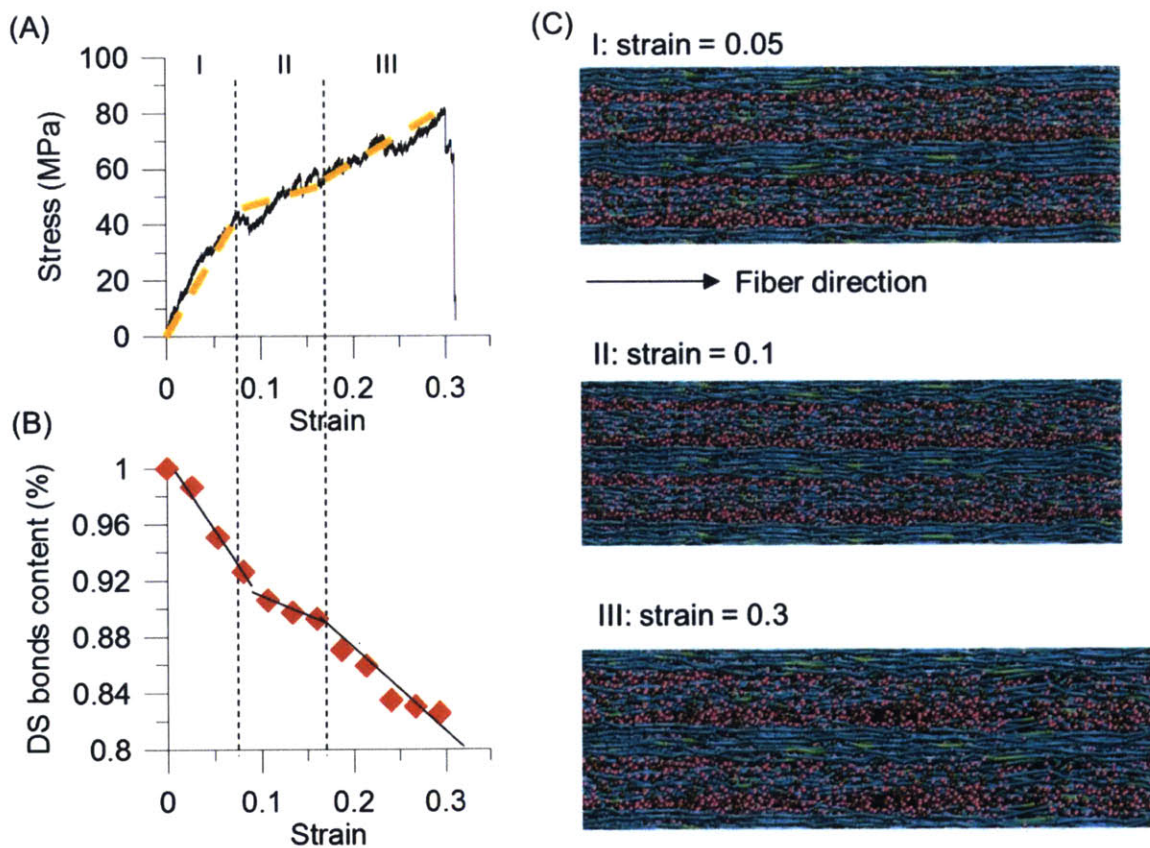 (A)
100
80
60
40
20
0
Stress (MPa)
I II III
0 0.1 0.2 0.3
Strain
(B)
1
0.96
0.92
0.88
0.84
0.8
DS bonds content (%)
0 0.1 0.2 0.3
Strain
(C)
I: strain = 0.05
Fiber direction
II: strain = 0.1
III: strain = 0.3